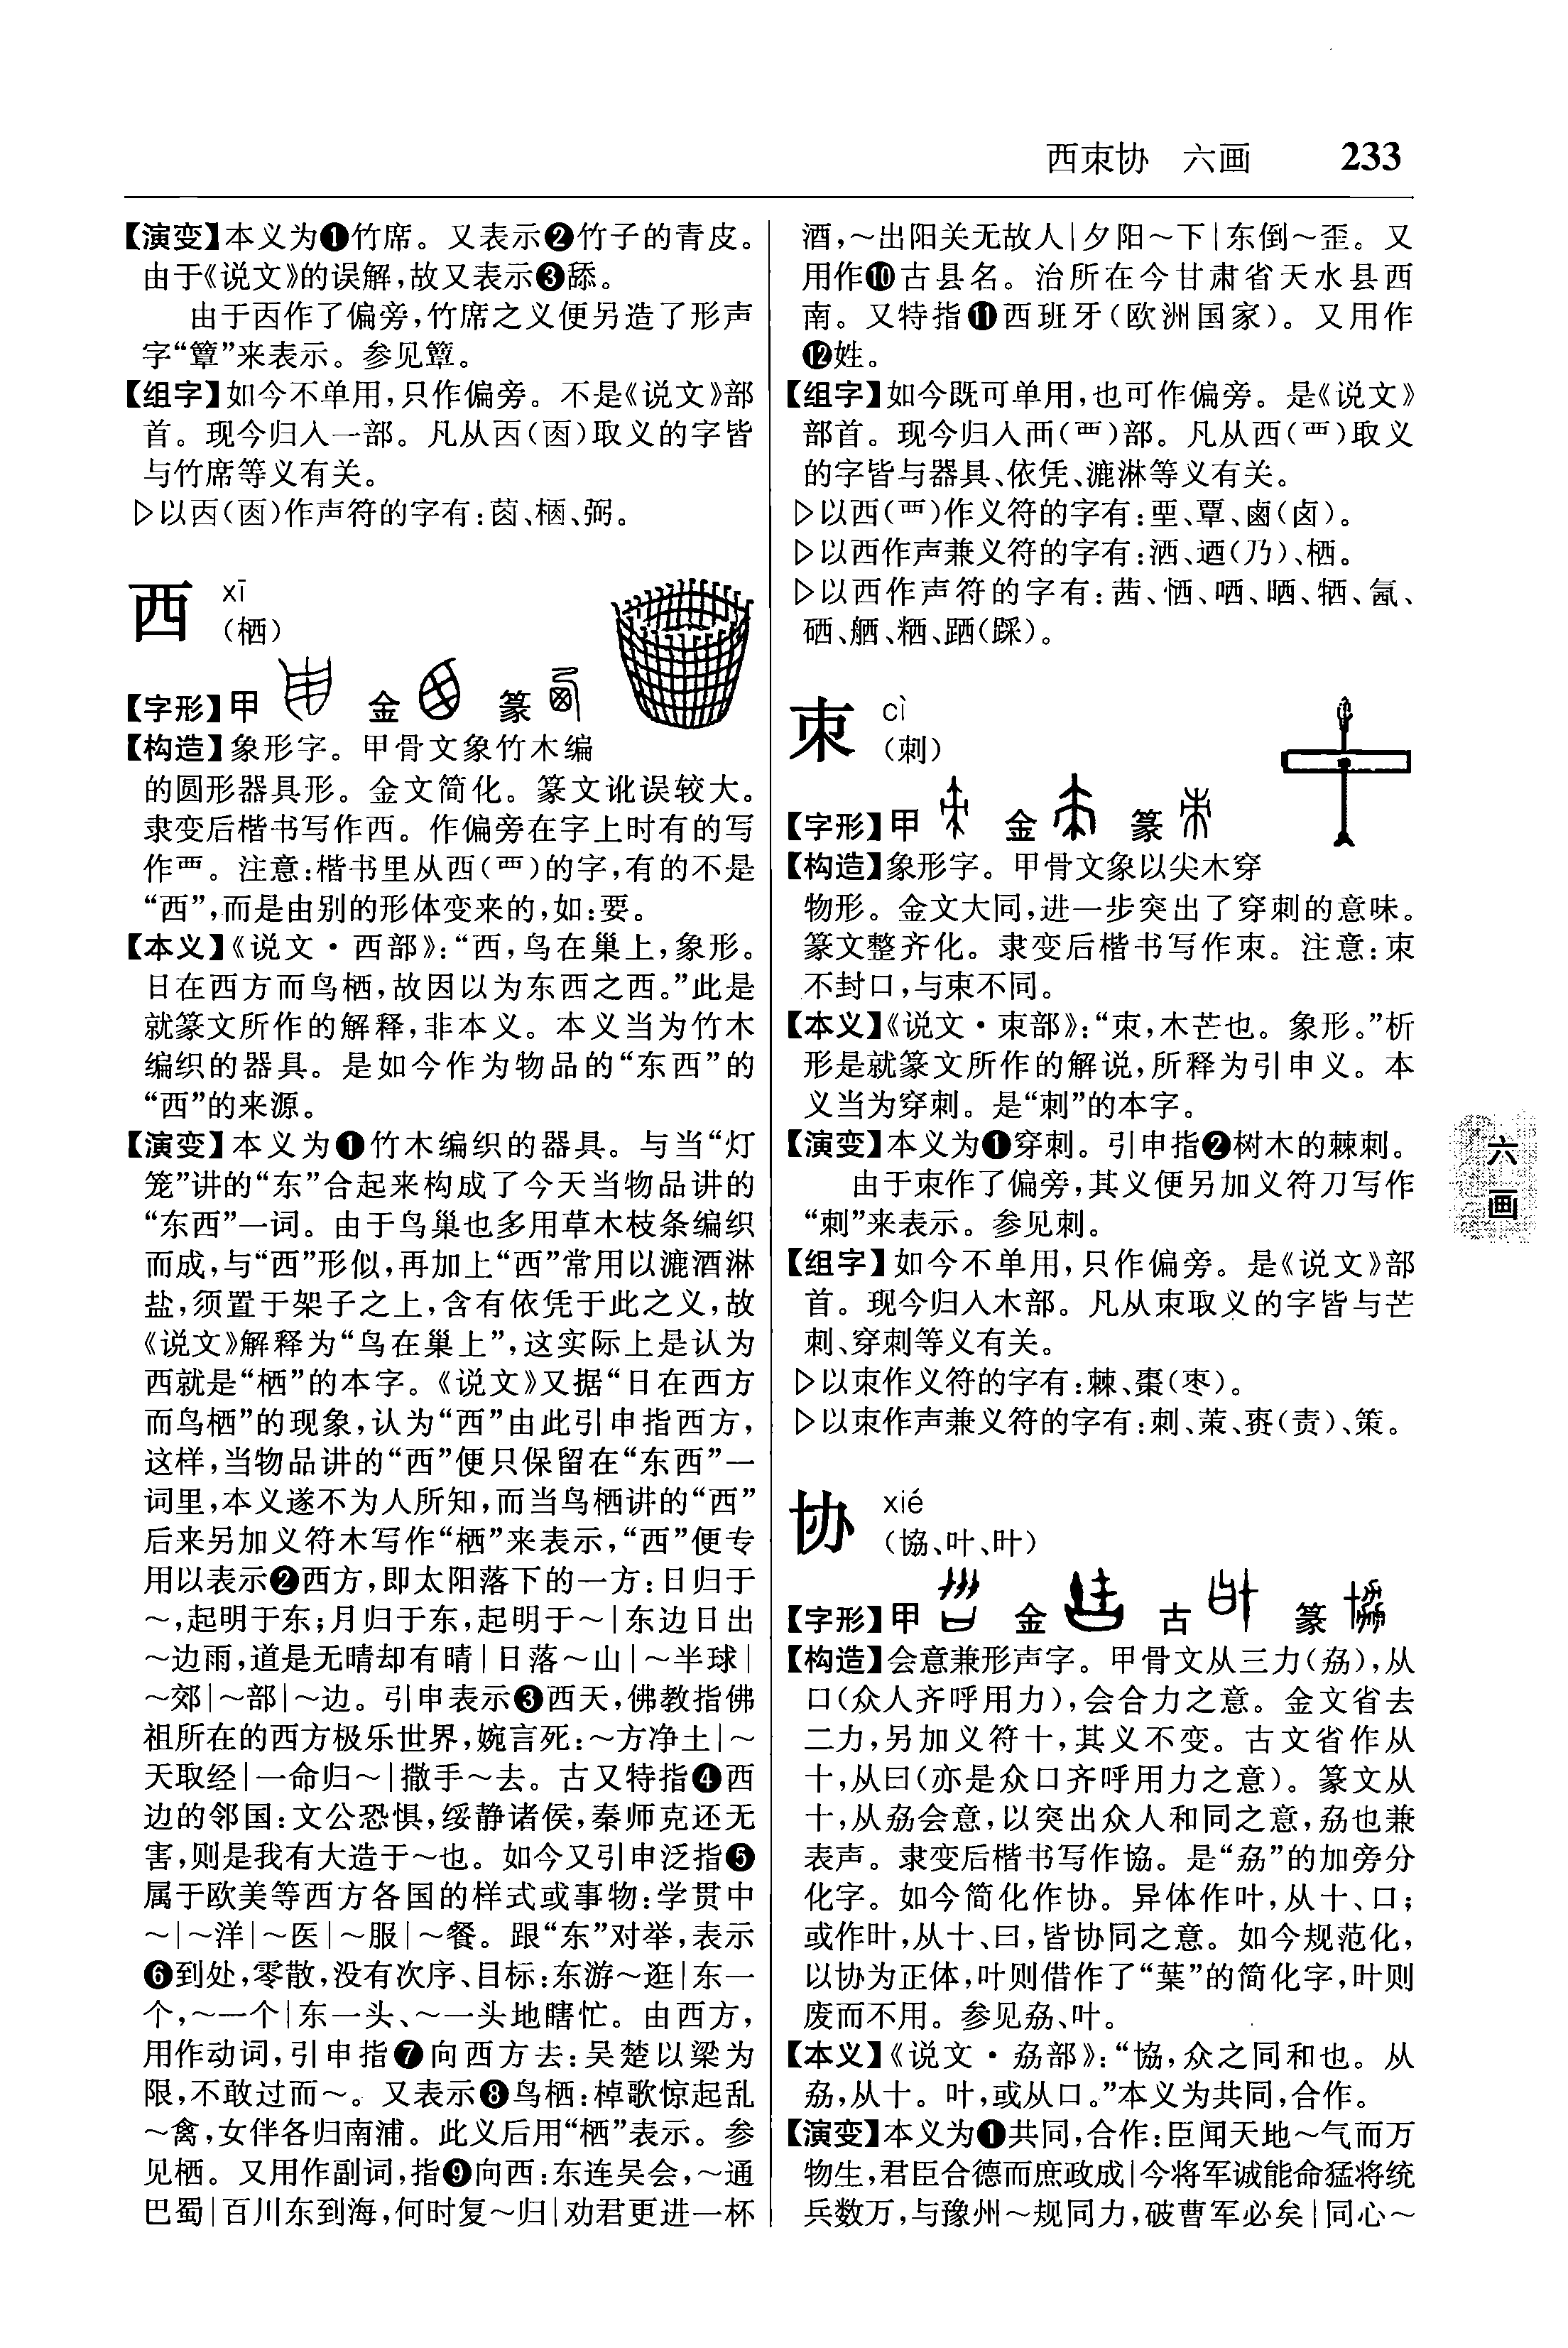 西朿协 六画 233
【演变】本义为❶竹席。又表示❷竹子的青皮。
由于《说文》的误解,故又表示❸舔。
由于㐁作了偏旁,竹席之义便另造了形声
字“簟”来表示。参见簟。
【组字】如今不单用,只作偏旁。不是《说文》部
首。现今归入一部。凡从㐁(囪)取义的字皆
与竹席等义有关。
▷以㐁作声符的字有:茵、粨、弼。
西 xī
(栖)
【字形】甲 金 篆
【构造】象形字。甲骨文象竹木编
的圆形器具形。金文简化。篆文讹误较大。
隶变后楷书写作西。作偏旁在字上时有的写
作覀。注意:楷书里从西(覀)的字,有的不是
“西”,而是由别的形体变来的,如:要。
【本义】《说文·西部》:“西,鸟在巢上,象形。
日在西方而鸟栖,故因以为东西之西。”此是
就篆文所作的解释,非本义。本义当为竹木
编织的器具。是如今作为物品的“东西”的
“西”的来源。
【演变】本义为❶竹木编织的器具。与当“灯
笼”讲的“东”合起来构成了今天当物品讲的
“东西”一词。由于鸟巢也多用草木枝条编织
而成,与“西”形似,再加上“西”常用以漉酒淋
盐,须置于架子之上,含有依凭于此之义,故
《说文》解释为“鸟在巢上”,这实际上是认为
西就是“栖”的本字。《说文》又据“日在西方
而鸟栖”的现象,认为“西”由此引申指西方,
这样,当物品讲的“西”便只保留在“东西”一
词里,本义遂不为人所知,而当鸟栖讲的“西”
后来另加义符木写作“栖”来表示,“西”便专
用以表示❷西方,即太阳落下的一方:日归于
～,起明于东;月归于东,起明于～|东边日出
～边雨,道是无晴却有晴|日落～山|～半球|
～郊|～部|～边。引申表示❸西天,佛教指佛
祖所在的西方极乐世界,婉言死:～方净土|～
天取经|一命归～|撒手～去。古又特指❹西
边的邻国:文公恐惧,绥静诸侯,秦师克还无
害,则是我有大造于～也。如今又引申泛指❺
属于欧美等西方各国的样式或事物:学贯中
～|～洋|～医|～服|～餐。跟“东”对举,表示
❻到处,零散,没有次序、目标:东游～逛|东一
个,～一个|东一头、～一头地瞎忙。由西方,
用作动词,引申指❼向西方去:吴楚以梁为
限,不敢过而～。又表示❽鸟栖:棹歌惊起乱
～禽,女伴各归南浦。此义后用“栖”表示。参
见栖。又用作副词,指❾向西:东连吴会,～通
巴蜀|百川东到海,何时复～归|劝君更进一杯
酒,～出阳关无故人|夕阳～下|东倒～歪。又
用作❿古县名。治所在今甘肃省天水县西
南。又特指⓫西班牙(欧洲国家)。又用作
⓬姓。
【组字】如今既可单用,也可作偏旁。是《说文》
部首。现今归入襾(覀)部。凡从西(覀)取义
的字皆与器具、依凭、漉淋等义有关。
▷以西(覀)作义符的字有:垔、覃、鹵(卤)。
▷以西作声兼义符的字有:洒、迺(乃)、栖。
▷以西作声符的字有:茜、恓、哂、晒、牺、氥、
硒、舾、粞、跴(踩)。
朿 cì
(刺)
【字形】甲 金 篆
【构造】象形字。甲骨文象以尖木穿
物形。金文大同,进一步突出了穿刺的意味。
篆文整齐化。隶变后楷书写作朿。注意:朿
不封口,与束不同。
【本义】《说文·朿部》:“朿,木芒也。象形。”析
形是就篆文所作的解说,所释为引申义。本
义当为穿刺。是“刺”的本字。
【演变】本义为❶穿刺。引申指❷树木的棘刺。
由于朿作了偏旁,其义便另加义符刀写作
“刺”来表示。参见刺。
【组字】如今不单用,只作偏旁。是《说文》部
首。现今归入木部。凡从朿取义的字皆与芒
刺、穿刺等义有关。
▷以朿作义符的字有:棘、棗(枣)。
▷以朿作声兼义符的字有:刺、茦、赍(责)、策。
协 xié
(協、叶、旪)
【字形】甲 金 古 篆
【构造】会意兼形声字。甲骨文从三力(劦),从
口(众人齐呼用力),会合力之意。金文省去
二力,另加义符十,其义不变。古文省作从
十,从曰(亦是众口齐呼用力之意)。篆文从
十,从劦会意,以突出众人和同之意,劦也兼
表声。隶变后楷书写作協。是“劦”的加旁分
化字。如今简化作协。异体作叶,从十、口;
或作旪,从十、曰,皆协同之意。如今规范化,
以协为正体,叶则借作了“葉”的简化字,旪则
废而不用。参见劦、叶。
【本义】《说文·劦部》:“協,众之同和也。从
劦,从十。叶,或从口。”本义为共同,合作。
【演变】本义为❶共同,合作:臣闻天地～气而万
物生,君臣合德而庶政成|今将军诚能命猛将统
兵数万,与豫州～规同力,破曹军必矣|同心～
六
画